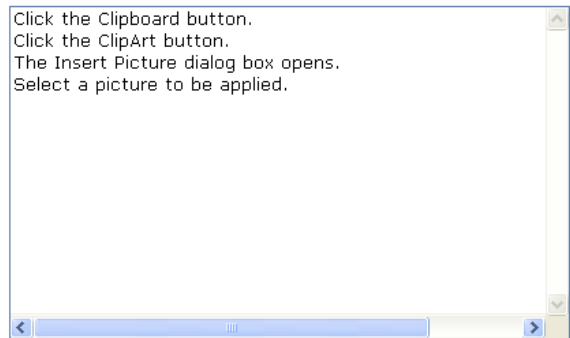 Click the Clipboard button.
Click the ClipArt button.
The Insert Picture dialog box opens.
Select a picture to be applied.